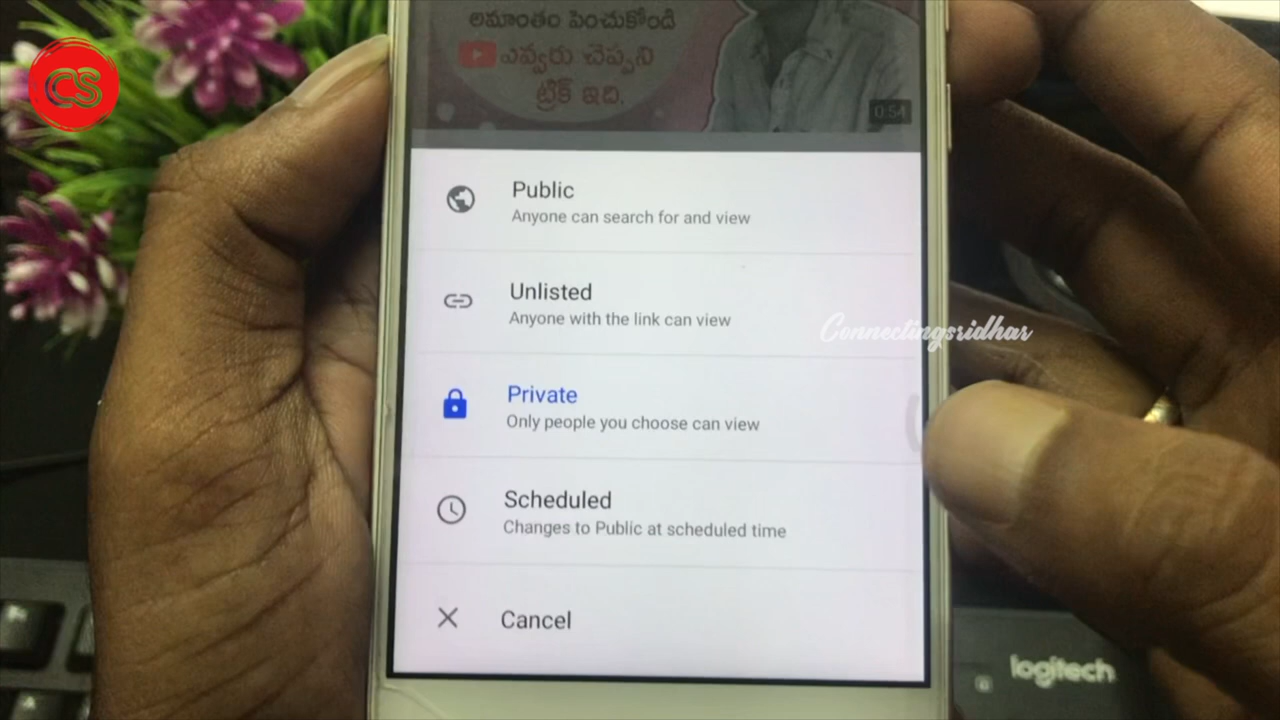 CS
అమాంతం పెంచుకోండి
ఎవ్వరు చెప్పని
ట్రిక్ ఇది.
0:54
Public
Anyone can search for and view
Unlisted
Anyone with the link can view
Connectingsridhar
Private
Only people you choose can view
Scheduled
Changes to Public at scheduled time
Cancel
logitech